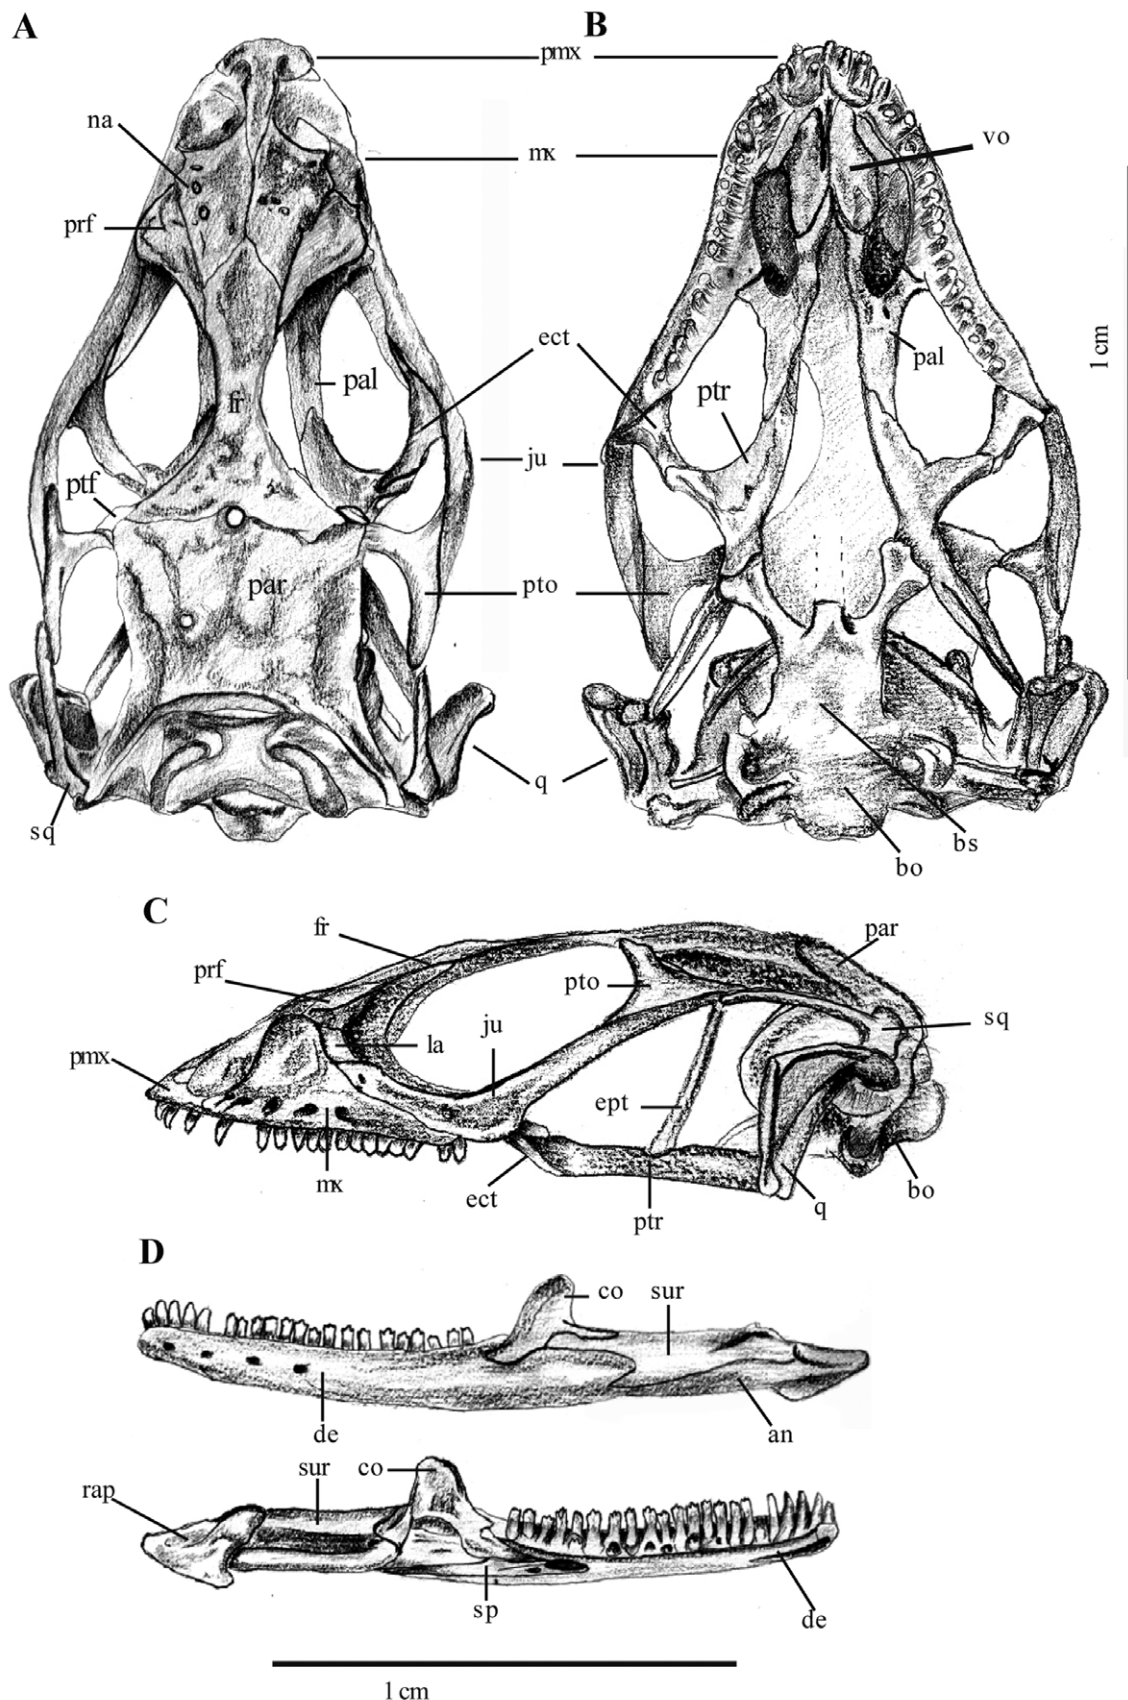 A
B
pmx
na
mx
vo
prf
1 cm
ect
pal
pal
fr
ptr
ju
ptf
par
pto
q
sq
bs
bo
C
fr
par
prf
pto
sq
la
ju
pmx
ept
mx
ect
ptr
q
bo
D
co
sur
de
an
sur
co
rap
sp
de
1 cm